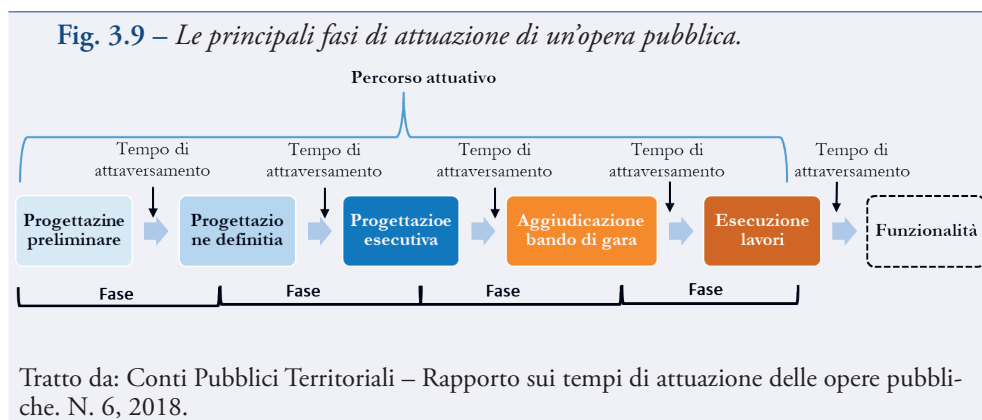 Fig. 3.9 – Le principali fasi di attuazione di un'opera pubblica.
Percorso attuativo
Tempo di
attraversamento
Tempo di
attraversamento
Tempo di
attraversamento
Tempo di
attraversamento
Tempo di
attraversamento
Progettazine
preliminare
Progettazio
ne definitia
Progettazioe
esecutiva
Aggiudicazione
bando di gara
Esecuzione
lavori
Funzionalità
Fase
Fase
Fase
Fase
Tratto da: Conti Pubblici Territoriali – Rapporto sui tempi di attuazione delle opere pubbli-
che. N. 6, 2018.